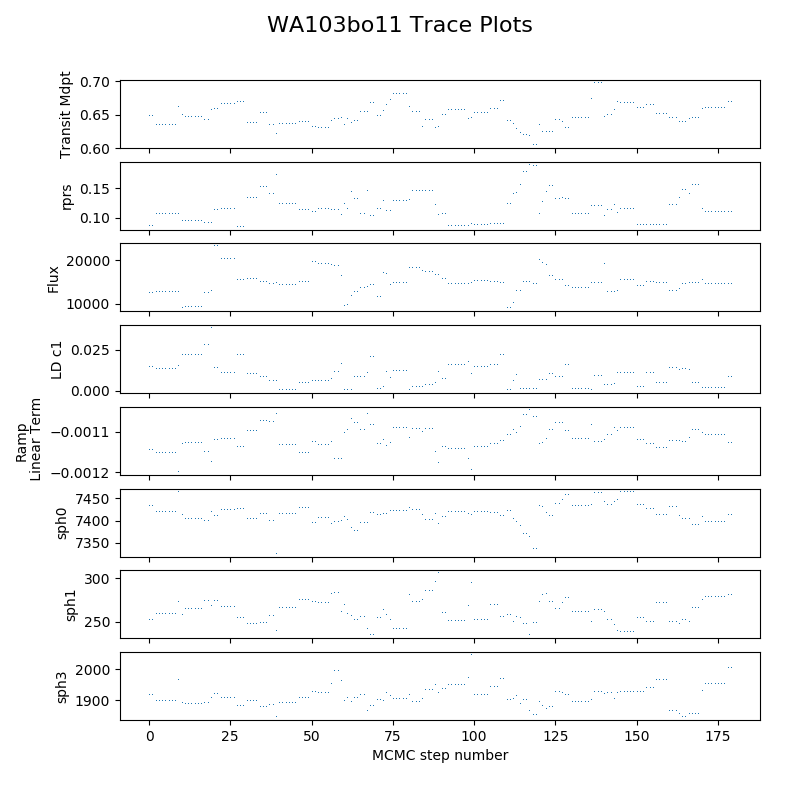 WA103bo11 Trace Plots
Transit Mdpt
0.70
0.65
0.60
rprs
0.15
0.10
Flux
20000
10000
LD c1
0.025
0.000
Ramp
Linear Term
−0.0011
−0.0012
sph0
7450
7400
7350
sph1
300
250
sph3
2000
1900
0 25 50 75 100 125 150 175
MCMC step number